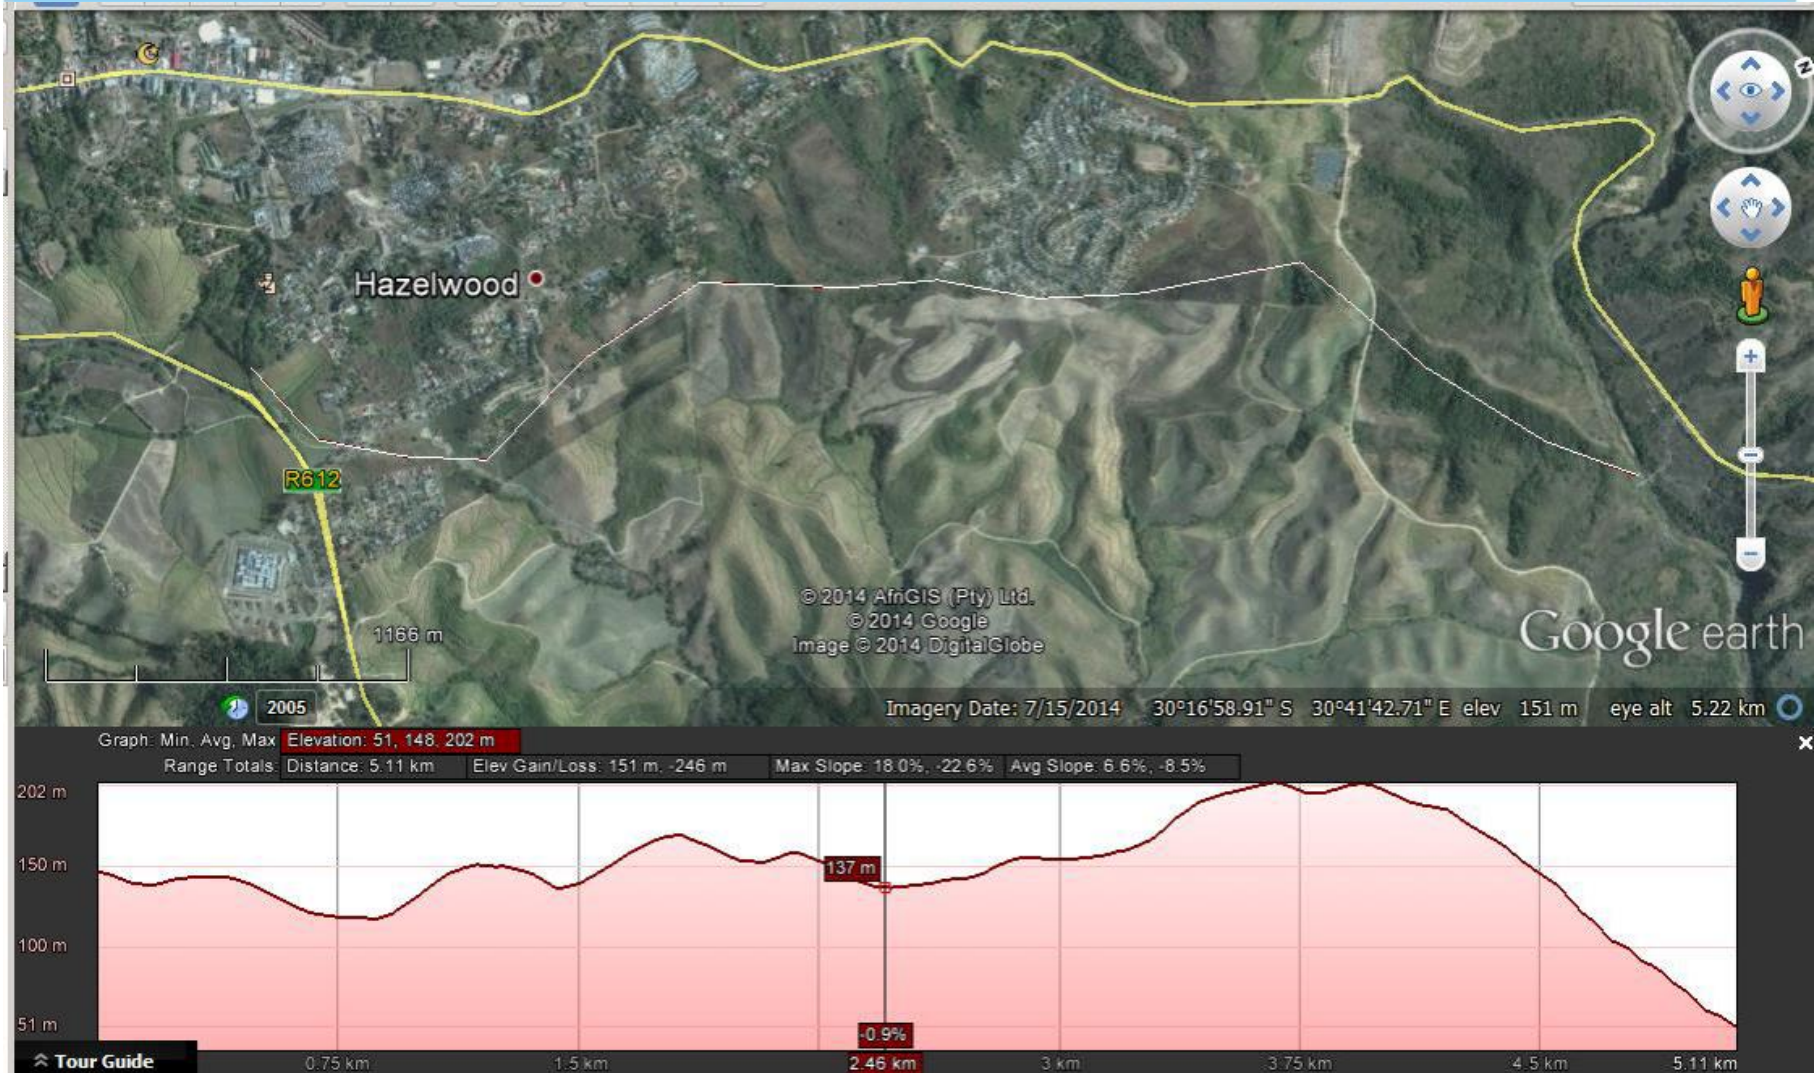 Hazelwood
R612
1166 m
© 2014 AfriGIS (Pty) Ltd.
© 2014 Google
Image © 2014 DigitalGlobe
Google earth
2005
Imagery Date: 7/15/2014 30°16'58.91" S 30°41'42.71" E elev 151 m eye alt 5.22 km
Graph: Min, Avg, Max Elevation: 51, 148, 202 m
Range Totals: Distance: 5.11 km Elev Gain/Loss: 151 m, -246 m Max Slope: 18.0%, -22.6% Avg Slope: 6.6%, -8.5%
202 m
150 m
137 m
100 m
51 m
-0.9%
Tour Guide 0.75 km 1.5 km 2.46 km 3 km 3.75 km 4.5 km 5.11 km
N